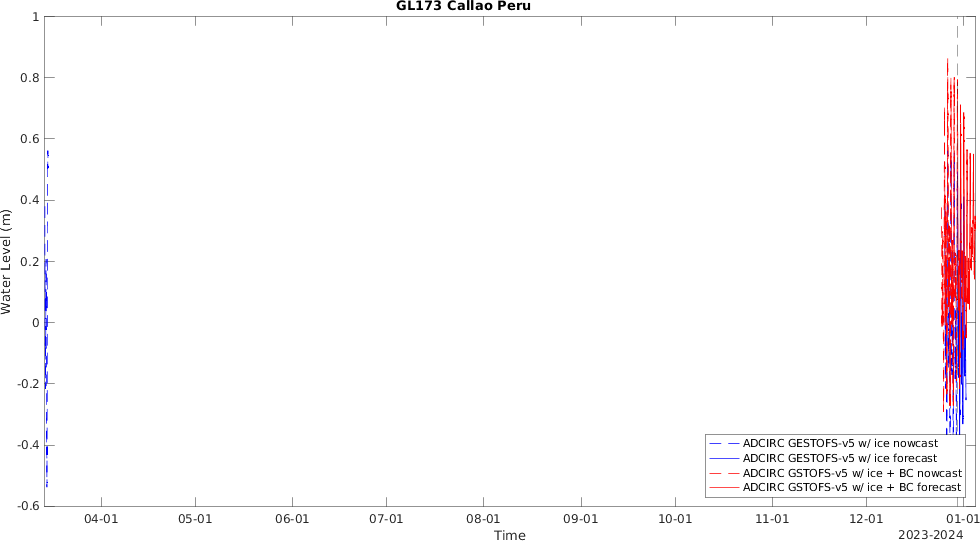 GL173 Callao Peru
1
0.8
0.6
0.4
0.2
0
-0.2
-0.4
-0.6
Water Level (m)
ADCIRC GESTOFS-v5 w/ ice nowcast
ADCIRC GESTOFS-v5 w/ ice forecast
ADCIRC GSTOFS-v5 w/ ice + BC nowcast
ADCIRC GSTOFS-v5 w/ ice + BC forecast
04-01 05-01 06-01 07-01 08-01 09-01 10-01 11-01 12-01 01-01
Time
2023-2024